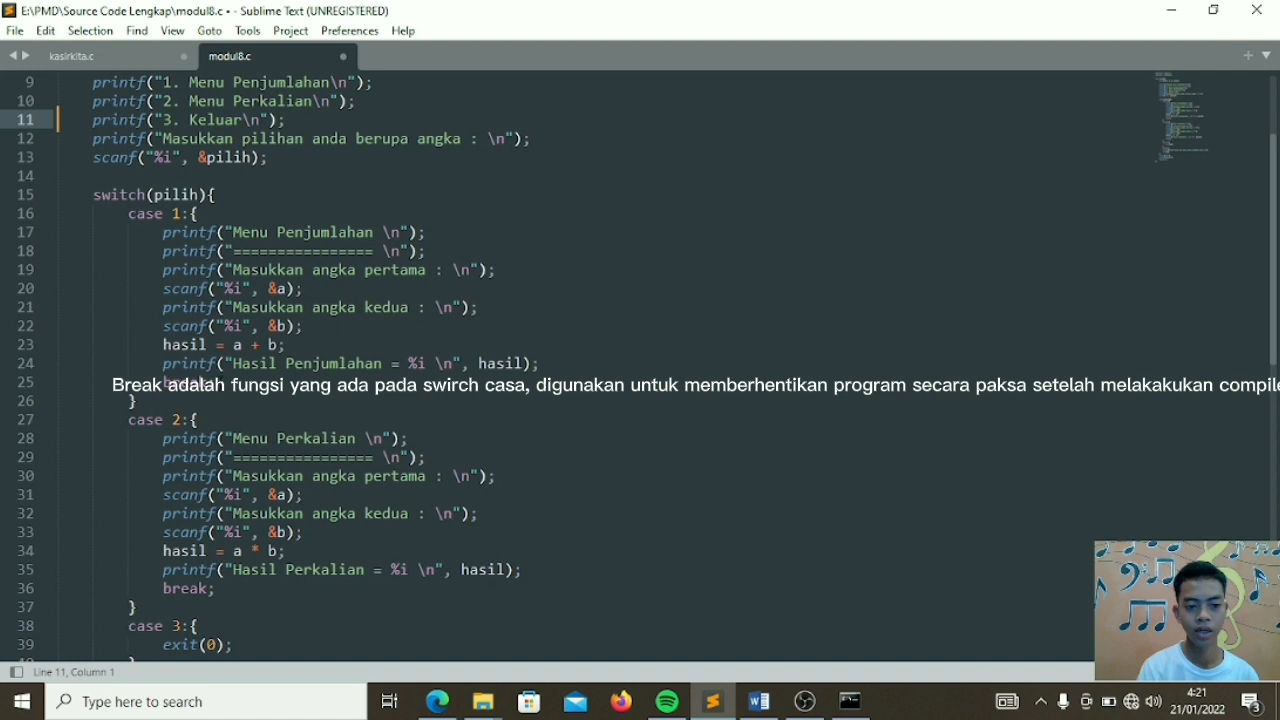 E:\PMD\Source Code Lengkap\modul8.c • - Sublime Text (UNREGISTERED)
File Edit Selection Find View Goto Tools Project Preferences Help
kasirkita.c modul8.c
9 printf("1. Menu Penjumlahan\n");
10 printf("2. Menu Perkalian\n");
11 printf("3. Keluar\n");
12 printf("Masukkan pilihan anda berupa angka : \n");
13 scanf("%i", &pilih);
14
15 switch(pilih){
16 case 1:{
17 printf("Menu Penjumlahan \n");
18 printf("================ \n");
19 printf("Masukkan angka pertama : \n");
20 scanf("%i", &a);
21 printf("Masukkan angka kedua : \n");
22 scanf("%i", &b);
23 hasil = a + b;
24 printf("Hasil Penjumlahan = %i \n", hasil);
25
Break adalah fungsi yang ada pada swirch casa, digunakan untuk memberhentikan program secara paksa setelah melakakukan compile
26 }
27 case 2:{
28 printf("Menu Perkalian \n");
29 printf("================ \n");
30 printf("Masukkan angka pertama : \n");
31 scanf("%i", &a);
32 printf("Masukkan angka kedua : \n");
33 scanf("%i", &b);
34 hasil = a * b;
35 printf("Hasil Perkalian = %i \n", hasil);
36 break;
37 }
38 case 3:{
39 exit(0);
Line 11, Column 1
Type here to search
4:21
21/01/2022
3